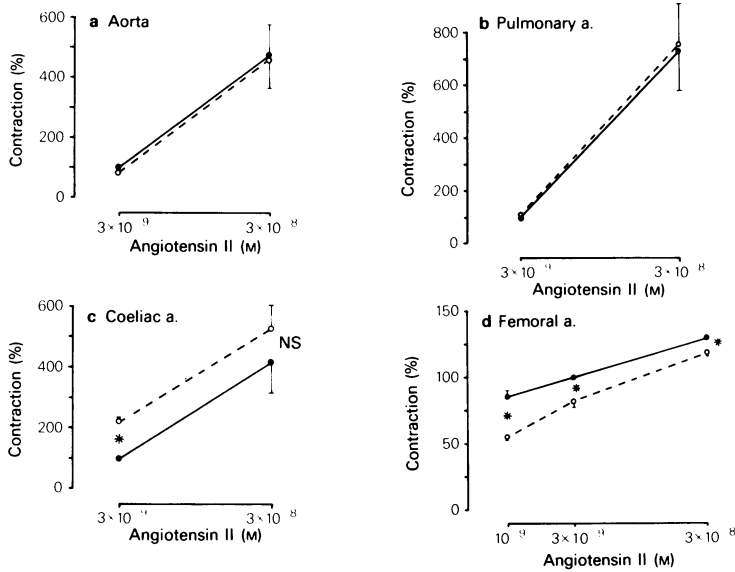 a Aorta
600
400
200
0
Contraction (%)
3 × 10⁻⁹ 3 × 10⁻⁸
Angiotensin II (M)
b Pulmonary a.
800
600
400
200
0
Contraction (%)
3 × 10⁻⁹ 3 × 10⁻⁸
Angiotensin II (M)
c Coeliac a.
600
400
200
0
Contraction (%)
NS
*
3 × 10⁻⁹ 3 × 10⁻⁸
Angiotensin II (M)
d Femoral a.
150
100
50
0
Contraction (%)
* * *
10⁻⁹ 3 × 10⁻⁹ 3 × 10⁻⁸
Angiotensin II (M)